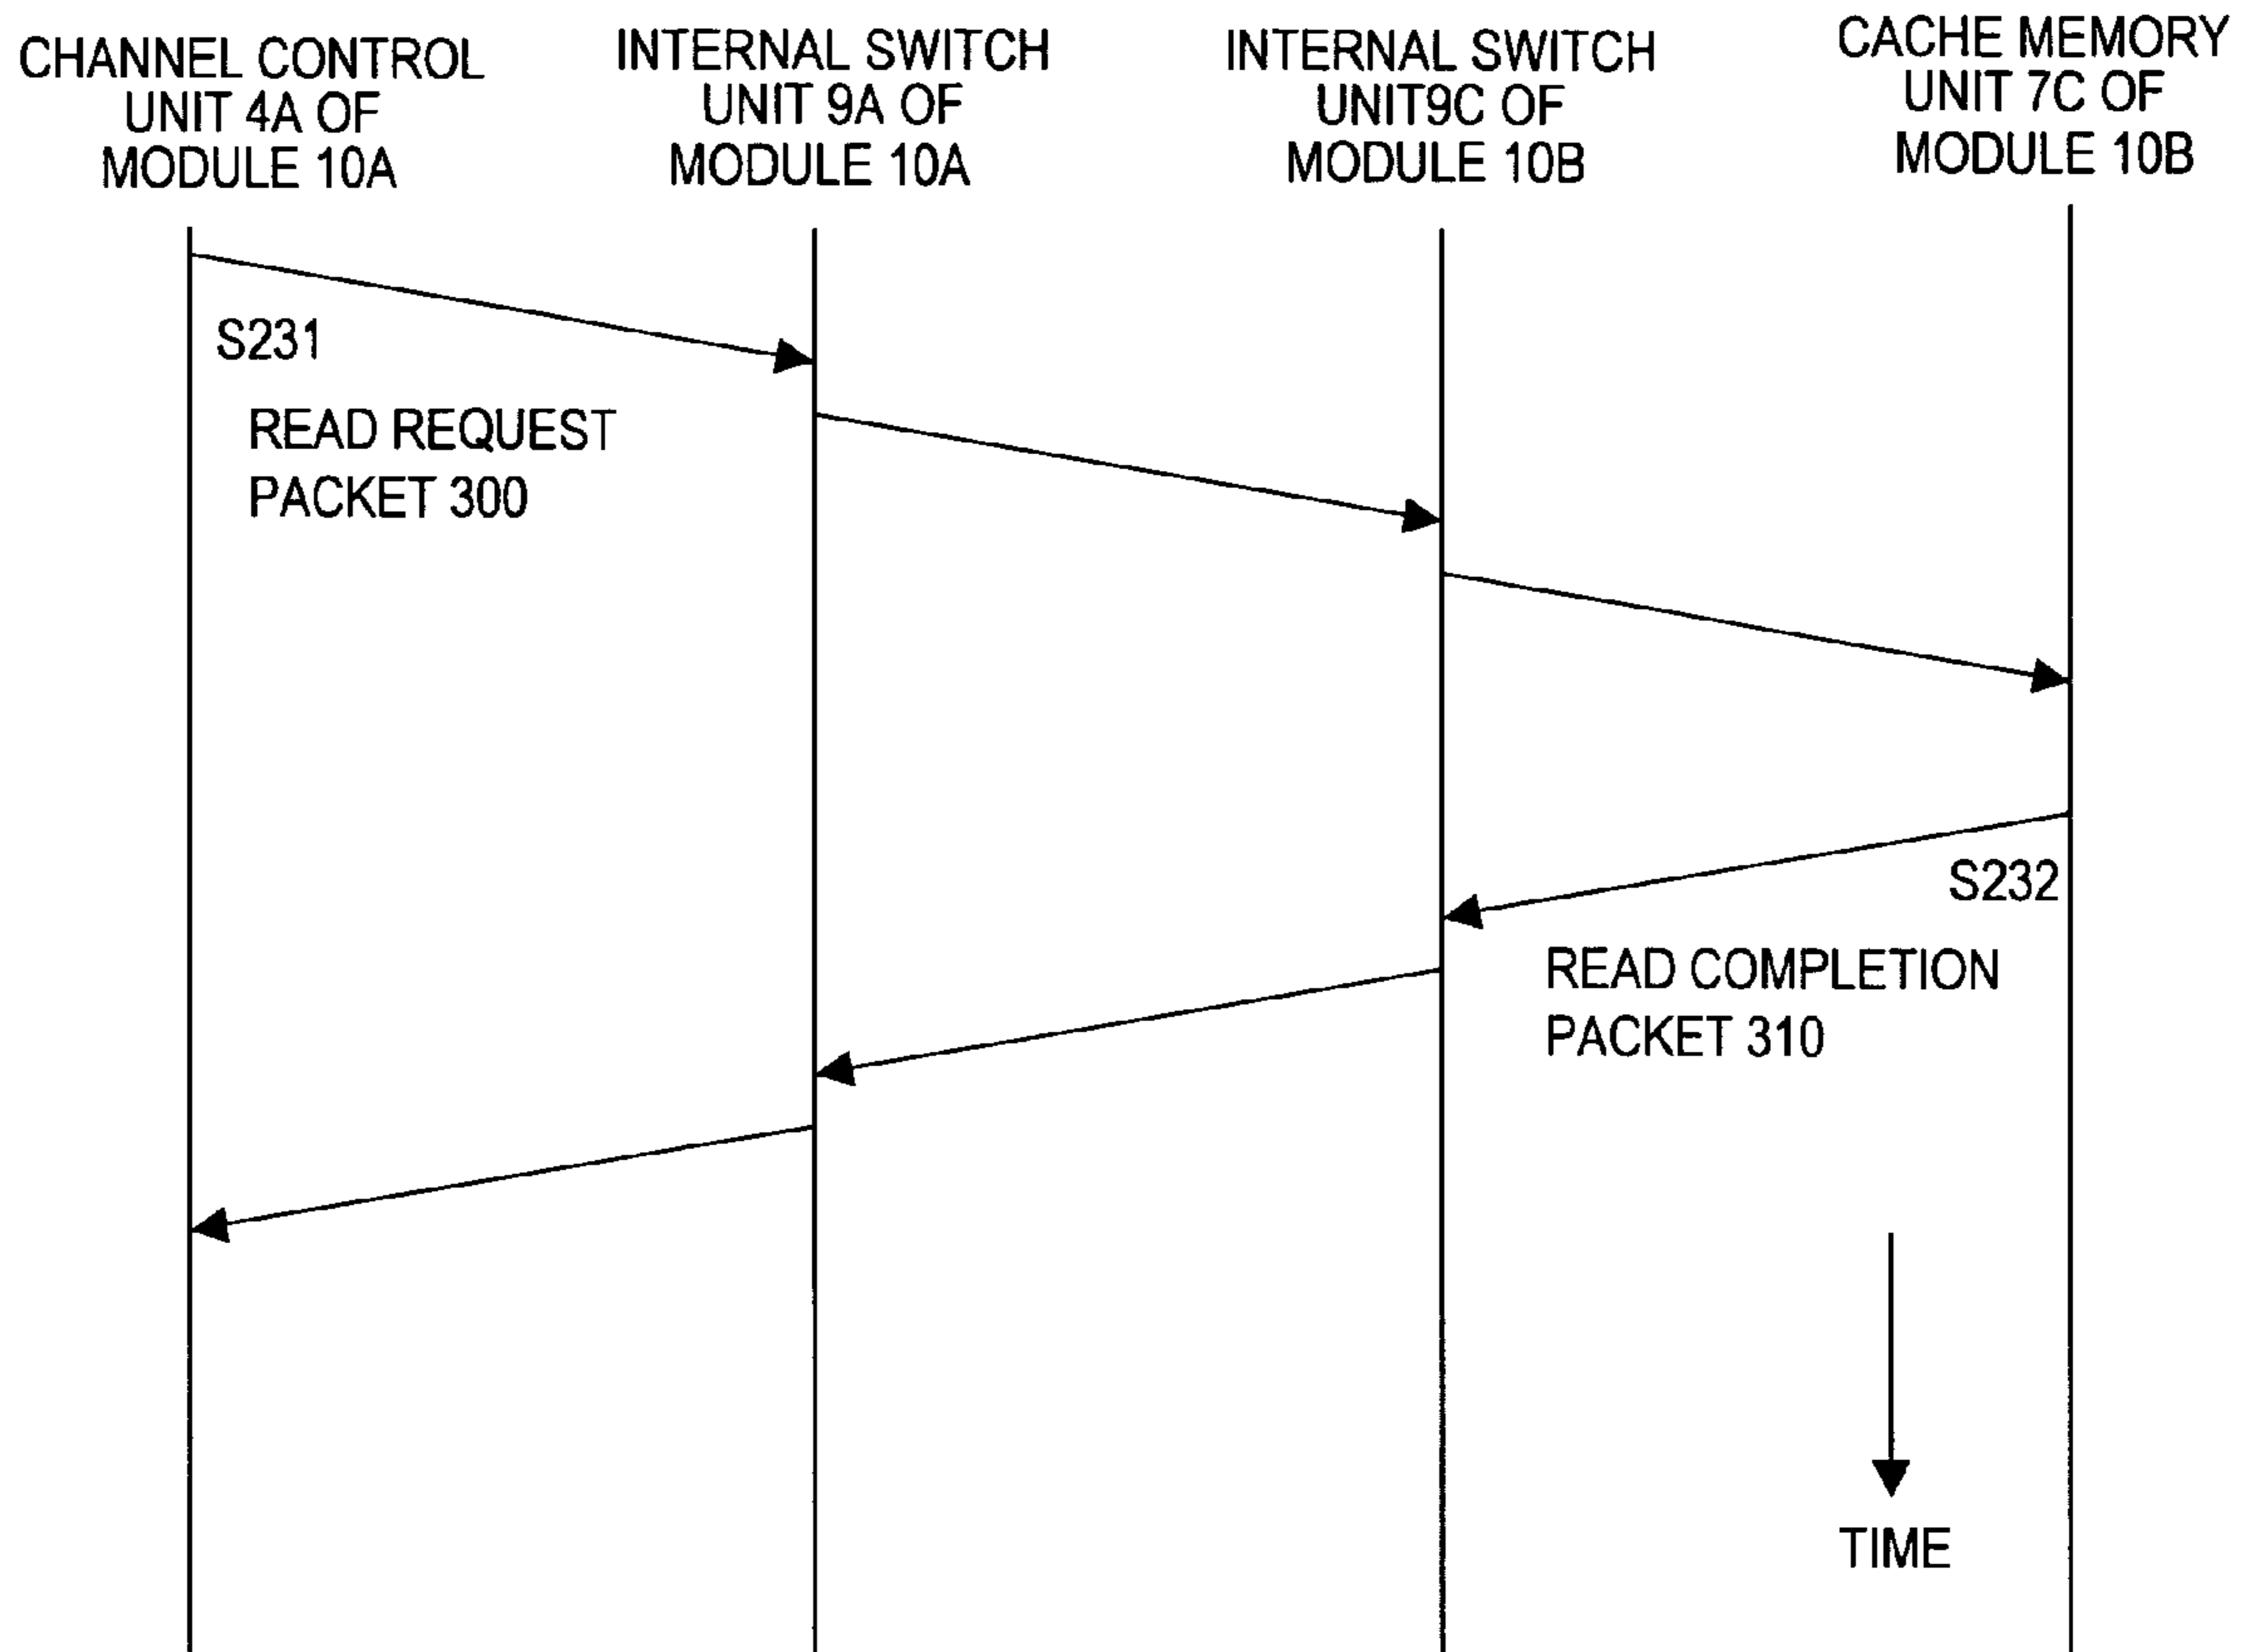 CHANNEL CONTROL
UNIT 4A OF
MODULE 10A
INTERNAL SWITCH
UNIT 9A OF
MODULE 10A
INTERNAL SWITCH
UNIT9C OF
MODULE 10B
CACHE MEMORY
UNIT 7C OF
MODULE 10B
S231
READ REQUEST
PACKET 300
S232
READ COMPLETION
PACKET 310
TIME